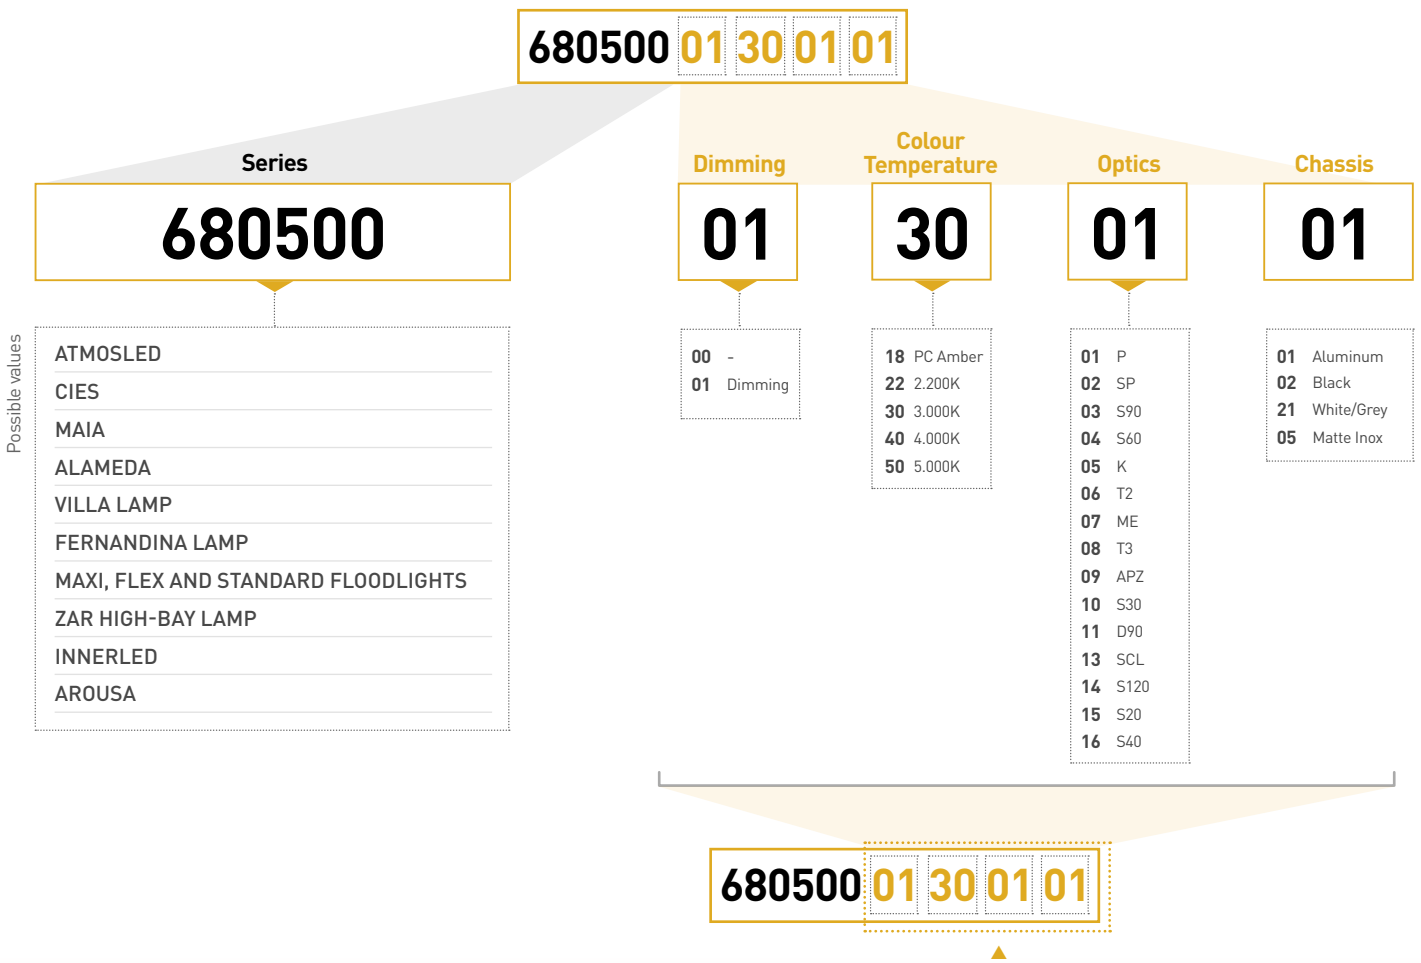 680500 01 30 01 01
Series
680500
Possible values
ATMOSLED
CIES
MAIA
ALAMEDA
VILLA LAMP
FERNANDINA LAMP
MAXI, FLEX AND STANDARD FLOODLIGHTS
ZAR HIGH-BAY LAMP
INNERLED
AROUSA
Dimming
01
00 -
01 Dimming
Colour
Temperature
30
18 PC Amber
22 2.200K
30 3.000K
40 4.000K
50 5.000K
Optics
01
01 P
02 SP
03 S90
04 S60
05 K
06 T2
07 ME
08 T3
09 APZ
10 S30
11 D90
13 SCL
14 S120
15 S20
16 S40
Chassis
01
01 Aluminum
02 Black
21 White/Grey
05 Matte Inox
680500 01 30 01 01